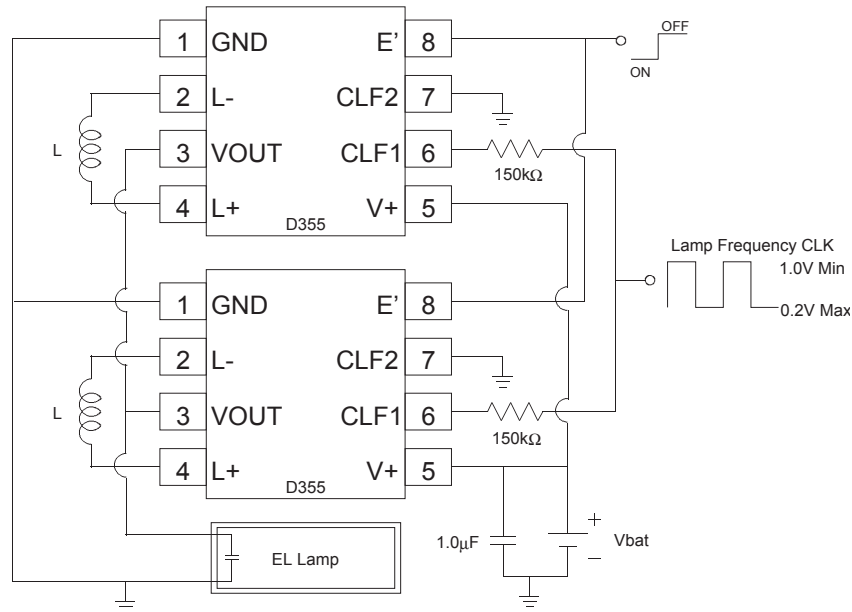 1 GND E' 8
2 L- CLF2 7
3 VOUT CLF1 6
4 L+ V+ 5
D355
L
150kΩ
OFF
ON
Lamp Frequency CLK
1.0V Min
0.2V Max
1 GND E' 8
2 L- CLF2 7
3 VOUT CLF1 6
4 L+ V+ 5
D355
L
150kΩ
EL Lamp
1.0µF
+
Vbat
–